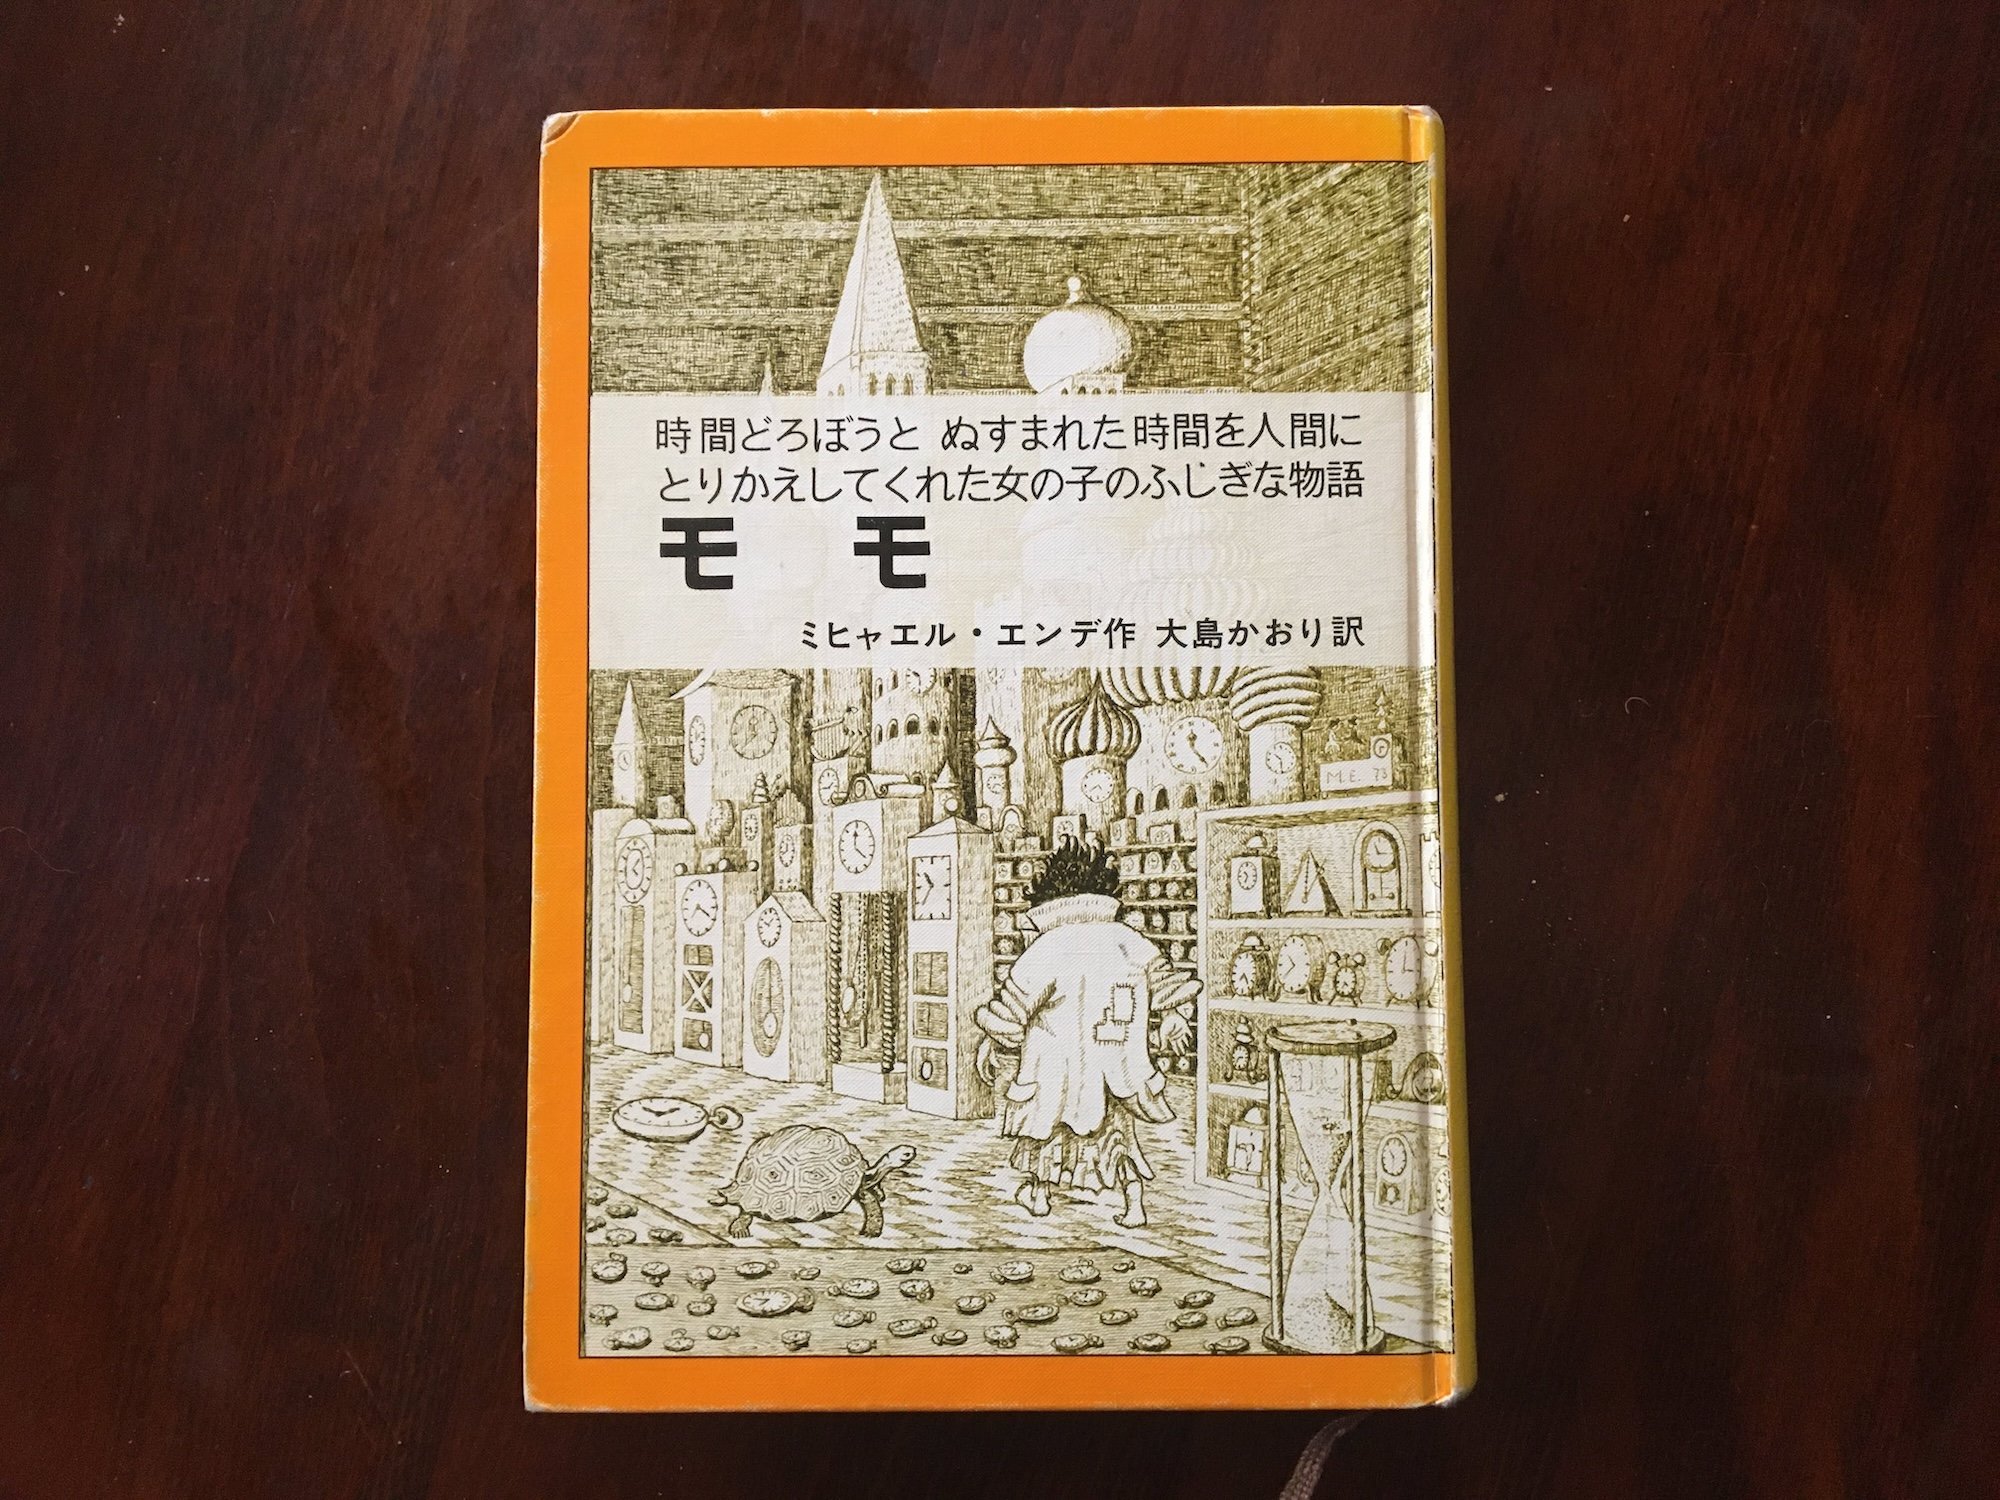 時間どろぼうと ぬすまれた時間を人間に
とりかえしてくれた女の子のふしぎな物語
モモ
ミヒャエル・エンデ作 大島かおり訳
M.E. 73